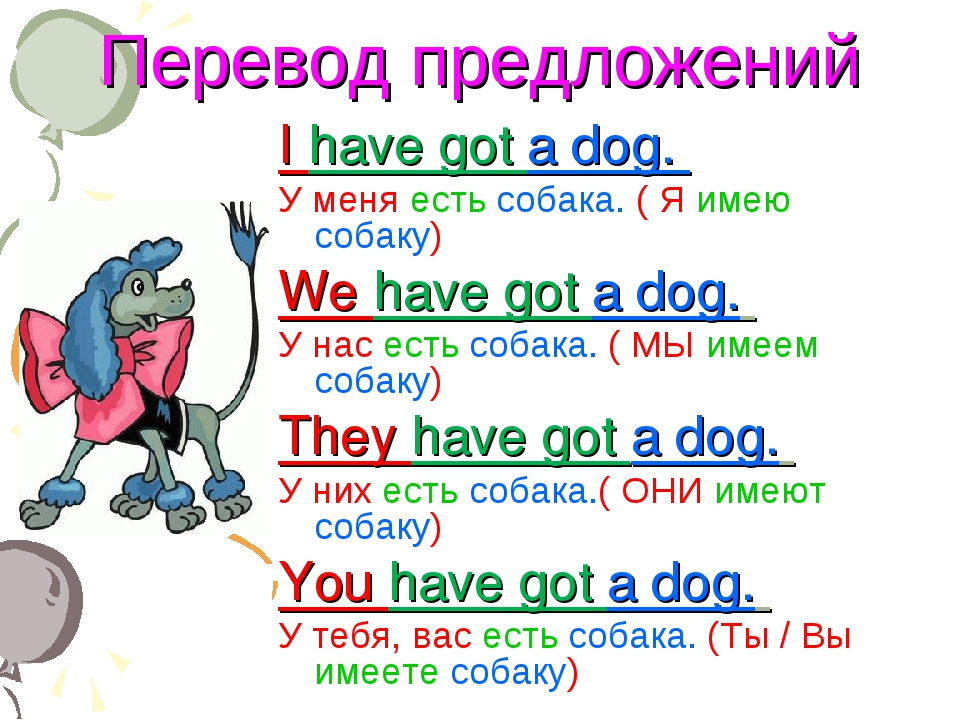 Перевод предложений
I have got a dog.
У меня есть собака. ( Я имею
собаку)
We have got a dog.
У нас есть собака. ( МЫ имеем
собаку)
They have got a dog.
У них есть собака.( ОНИ имеют
собаку)
You have got a dog.
У тебя, вас есть собака. (Ты / Вы
имеете собаку)